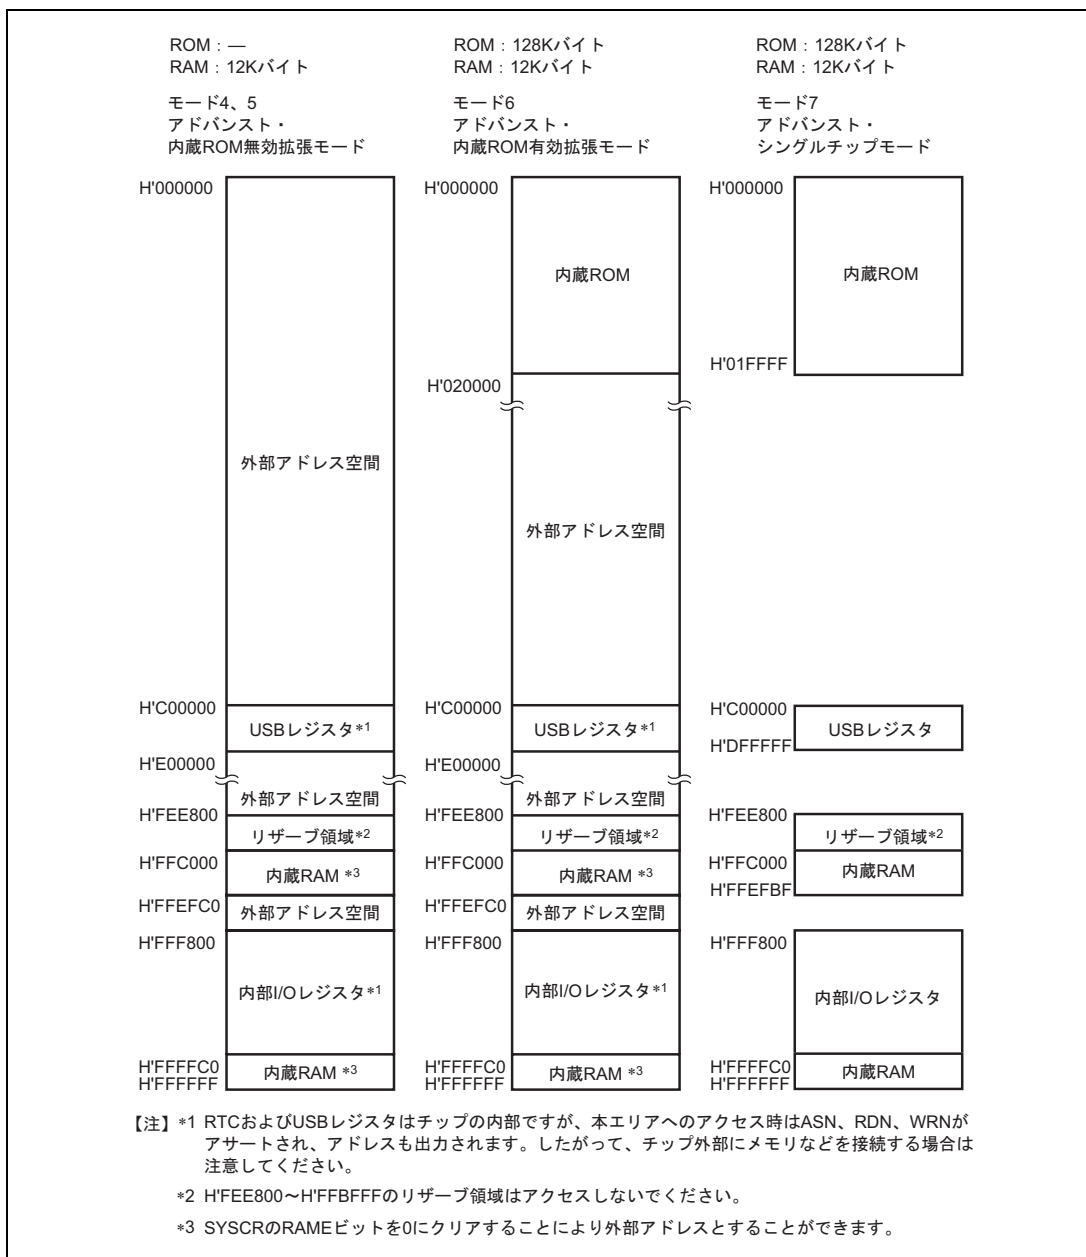 ROM：―
RAM：12Kバイト
モード4、5
アドバンスト・
内蔵ROM無効拡張モード
H'000000
外部アドレス空間
H'C00000
USBレジスタ*1
H'E00000
外部アドレス空間
H'FEE800
リザーブ領域*2
H'FFC000
内蔵RAM *3
H'FFEFC0
外部アドレス空間
H'FFF800
内部I/Oレジスタ*1
H'FFFFC0
内蔵RAM *3
H'FFFFFF
ROM：128Kバイト
RAM：12Kバイト
モード6
アドバンスト・
内蔵ROM有効拡張モード
H'000000
内蔵ROM
H'020000
外部アドレス空間
H'C00000
USBレジスタ*1
H'E00000
外部アドレス空間
H'FEE800
リザーブ領域*2
H'FFC000
内蔵RAM *3
H'FFEFC0
外部アドレス空間
H'FFF800
内部I/Oレジスタ*1
H'FFFFC0
内蔵RAM *3
H'FFFFFF
ROM：128Kバイト
RAM：12Kバイト
モード7
アドバンスト・
シングルチップモード
H'000000
内蔵ROM
H'01FFFF
H'C00000
USBレジスタ
H'DFFFFF
H'FEE800
リザーブ領域*2
H'FFC000
内蔵RAM
H'FFEFBF
H'FFF800
内部I/Oレジスタ
H'FFFFC0
内蔵RAM
H'FFFFFF
【注】*1 RTCおよびUSBレジスタはチップの内部ですが、本エリアへのアクセス時はASN、RDN、WRNが
アサートされ、アドレスも出力されます。したがって、チップ外部にメモリなどを接続する場合は
注意してください。
*2 H'FEE800～H'FFBFFFのリザーブ領域はアクセスしないでください。
*3 SYSCRのRAMEビットを0にクリアすることにより外部アドレスとすることができます。